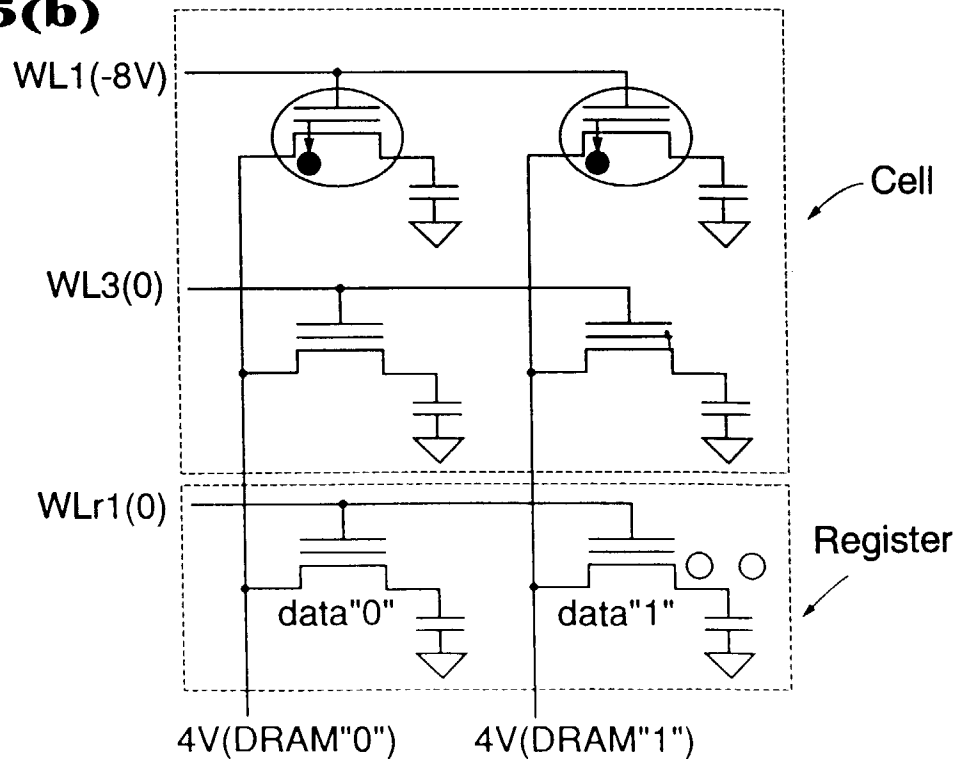 5(b)
WL1(-8V)
Cell
WL3(0)
WLr1(0)
Register
data"0"
data"1"
4V(DRAM"0")
4V(DRAM"1")